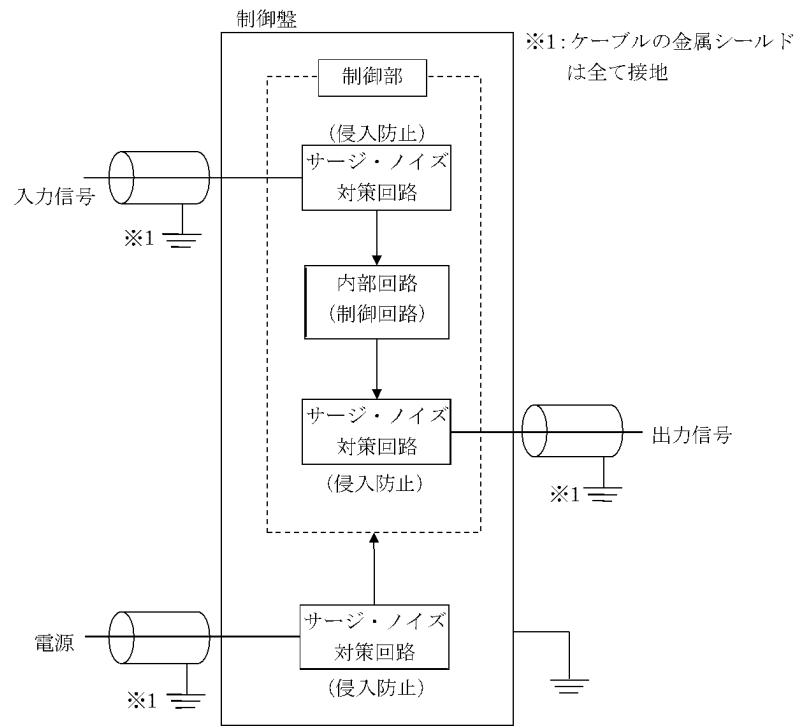 制御盤
※1:ケーブルの金属シールド
は全て接地
制御部
(侵入防止)
サージ・ノイズ
対策回路
入力信号
※1
内部回路
(制御回路)
サージ・ノイズ
対策回路
(侵入防止)
出力信号
※1
サージ・ノイズ
対策回路
(侵入防止)
電源
※1